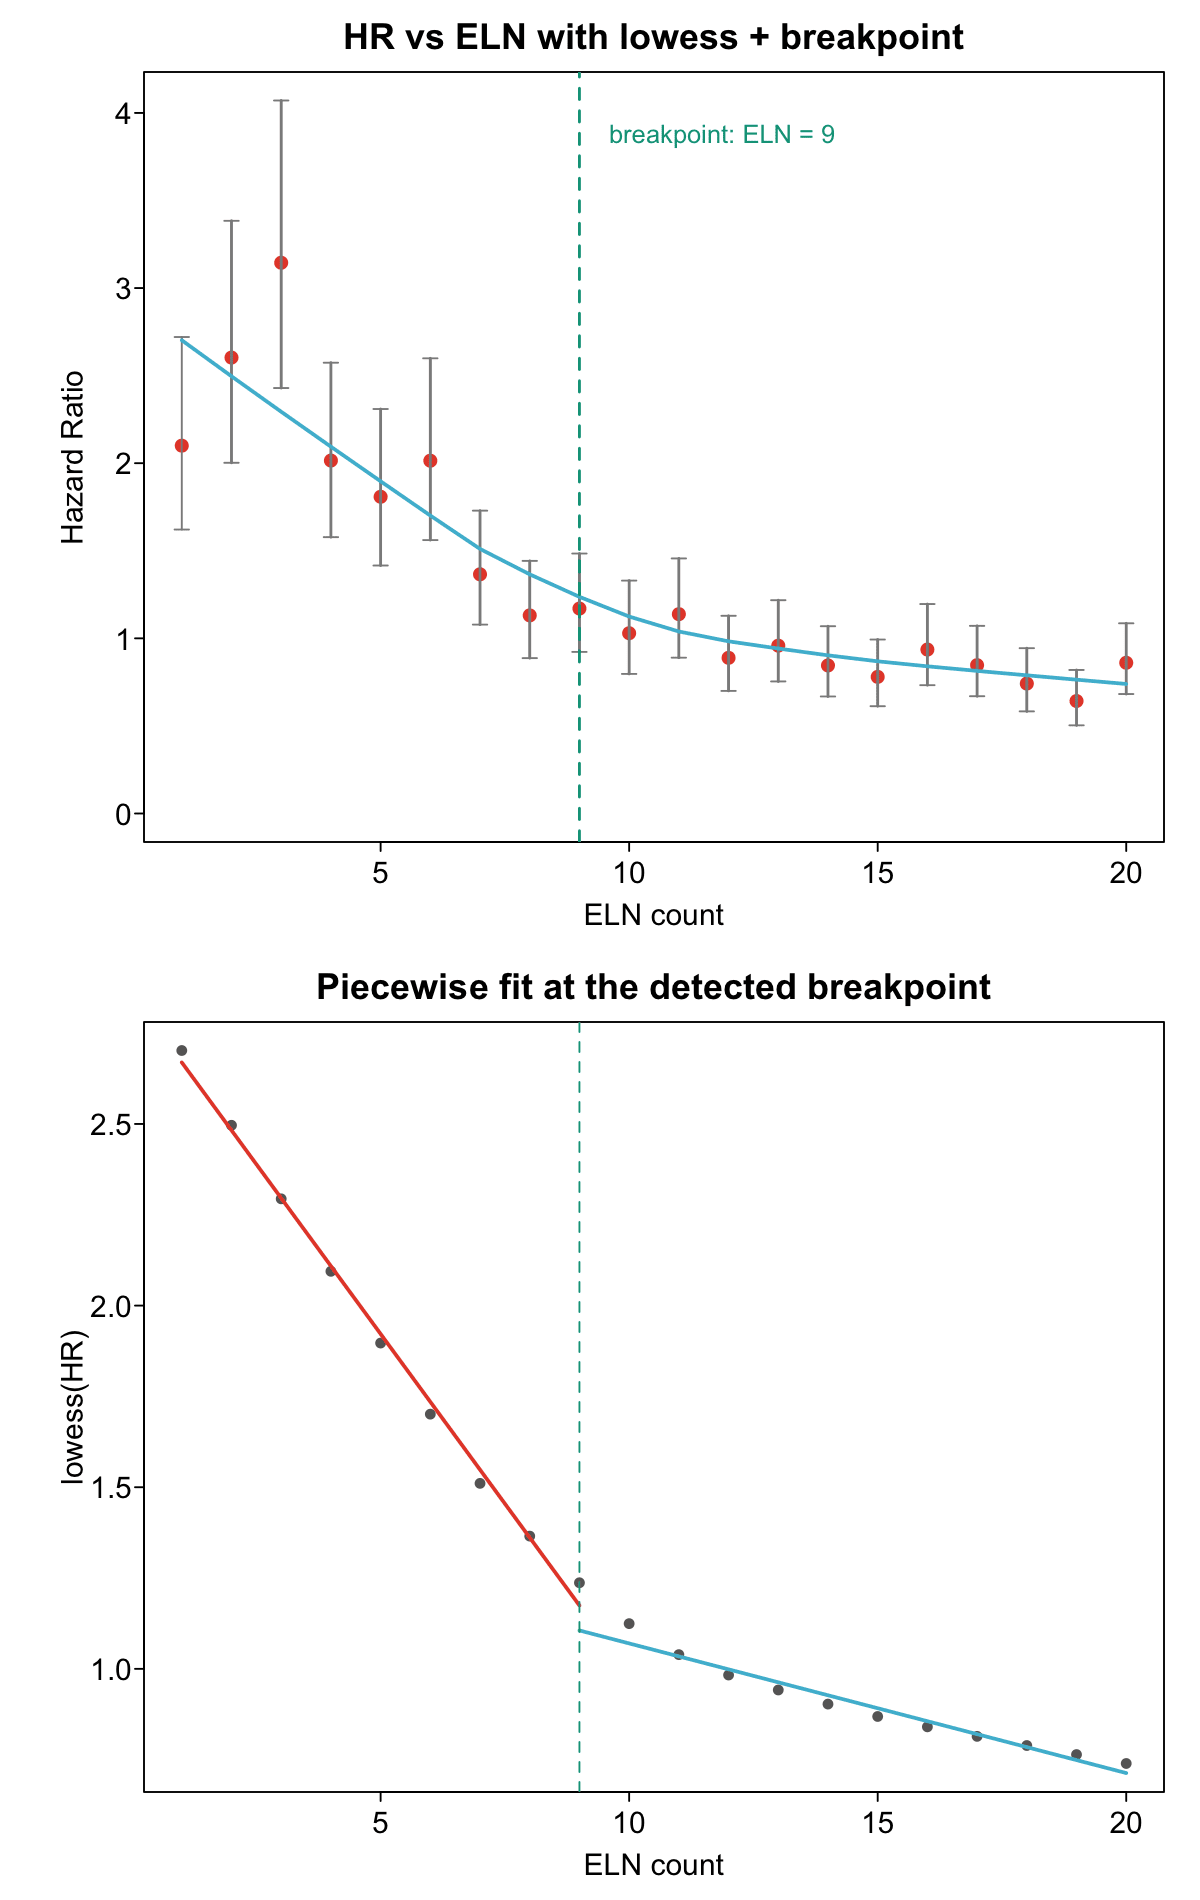 HR vs ELN with lowess + breakpoint
breakpoint: ELN = 9
Hazard Ratio
4
3
2
1
0
5 10 15 20
ELN count
Piecewise fit at the detected breakpoint
lowess(HR)
2.5
2.0
1.5
1.0
5 10 15 20
ELN count